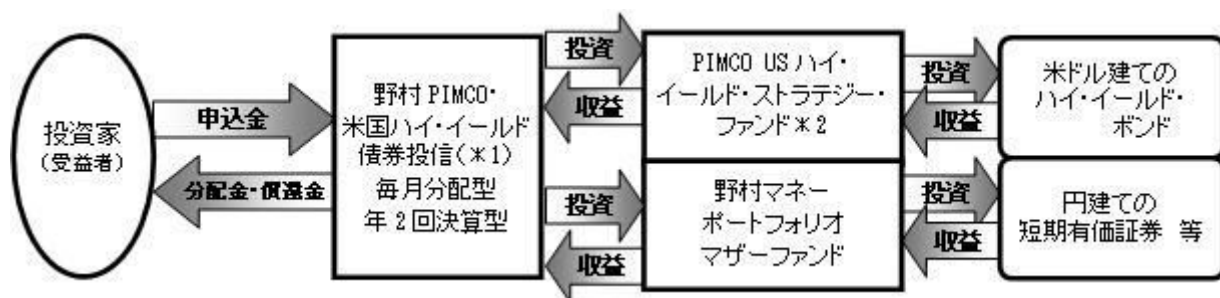 投資家
(受益者)
申込金
分配金・償還金
野村PIMCO・
米国ハイ・イールド
債券投信(*1)
毎月分配型
年2回決算型
投資
収益
投資
収益
PIMCO USハイ・
イールド・ストラテジー・
ファンド*2
野村マネー
ポートフォリオ
マザーファンド
投資
収益
投資
収益
米ドル建ての
ハイ・イールド・
ボンド
円建ての
短期有価証券 等